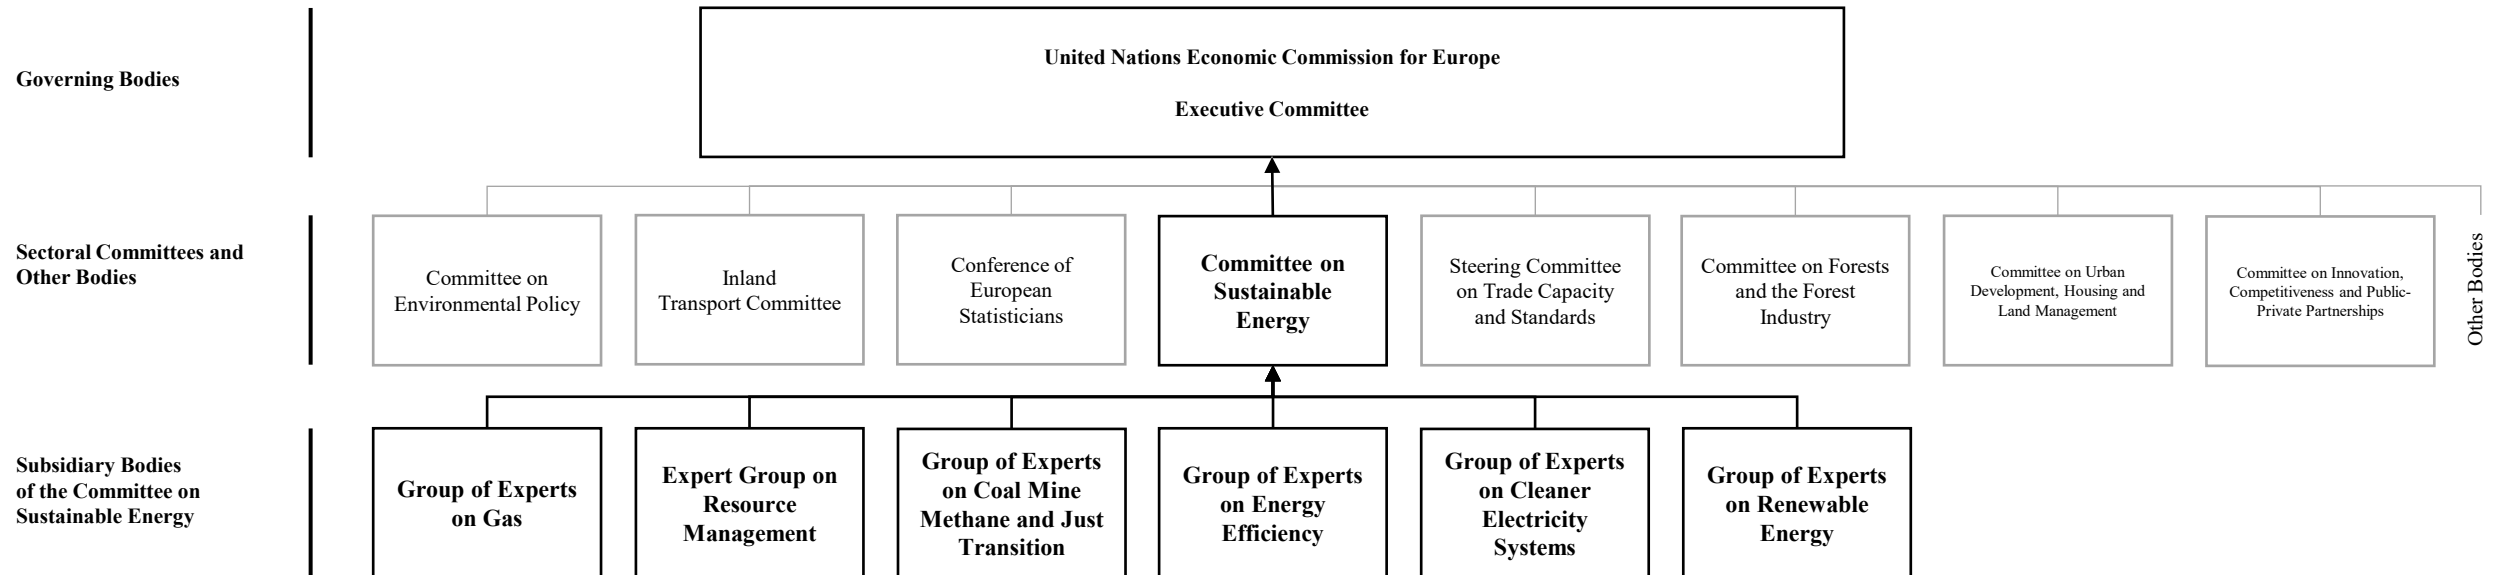 Governing Bodies
United Nations Economic Commission for Europe
Executive Committee
Sectoral Committees and
Other Bodies
Committee on
Environmental Policy
Inland
Transport Committee
Conference of
European
Statisticians
Committee on
Sustainable
Energy
Steering Committee
on Trade Capacity
and Standards
Committee on Forests
and the Forest
Industry
Committee on Urban
Development, Housing and
Land Management
Committee on Innovation,
Competitiveness and Public-
Private Partnerships
Other Bodies
Subsidiary Bodies
of the Committee on
Sustainable Energy
Group of Experts
on Gas
Expert Group on
Resource
Management
Group of Experts
on Coal Mine
Methane and Just
Transition
Group of Experts
on Energy
Efficiency
Group of Experts
on Cleaner
Electricity
Systems
Group of Experts
on Renewable
Energy